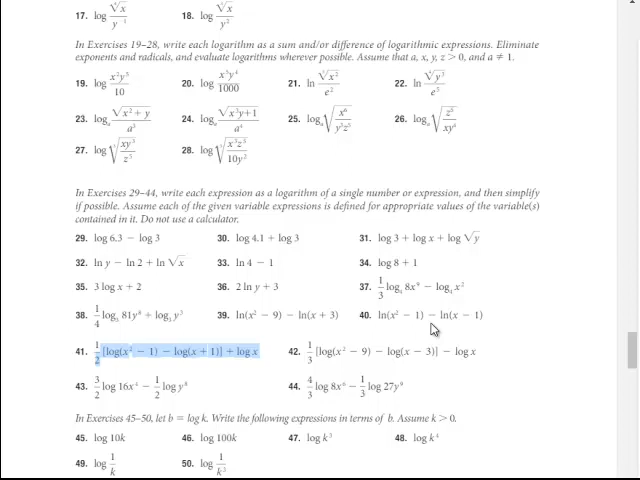 17. log √x / y⁻¹ 18. log √x / y²
In Exercises 19–28, write each logarithm as a sum and/or difference of logarithmic expressions. Eliminate
exponents and radicals, and evaluate logarithms wherever possible. Assume that a, x, y, z > 0, and a ≠ 1.
19. log x²y⁵ / 10 20. log x⁵y⁴ / 1000 21. ln √x² / e² 22. ln √y³ / e⁵
23. logₐ √x² + y / a³ 24. logₐ √x³y+1 / a⁴ 25. logₐ √x⁶ / y³z⁵ 26. logₐ √z⁵ / xy⁴
27. log √xy³ / z⁵ 28. log √x³z⁵ / 10y²
In Exercises 29–44, write each expression as a logarithm of a single number or expression, and then simplify
if possible. Assume each of the given variable expressions is defined for appropriate values of the variable(s)
contained in it. Do not use a calculator.
29. log 6.3 − log 3 30. log 4.1 + log 3 31. log 3 + log x + log √y
32. ln y − ln 2 + ln √x 33. ln 4 − 1 34. log 8 + 1
35. 3 log x + 2 36. 2 ln y + 3 37. 1/3 log₄ 8x⁹ − log₄ x²
38. 1/4 log₅ 81y⁸ + log₅ y³ 39. ln(x² − 9) − ln(x + 3) 40. ln(x² − 1) − ln(x − 1)
41. 1/2 [log(x² − 1) − log(x + 1)] + log x 42. 1/3 [log(x² − 9) − log(x − 3)] − log x
43. 3/2 log 16x⁴ − 1/2 log y⁸ 44. 4/3 log 8x⁶ − 1/3 log 27y⁹
In Exercises 45–50, let b = log k. Write the following expressions in terms of b. Assume k > 0.
45. log 10k 46. log 100k 47. log k³ 48. log k⁴
49. log 1/k 50. log 1/k³